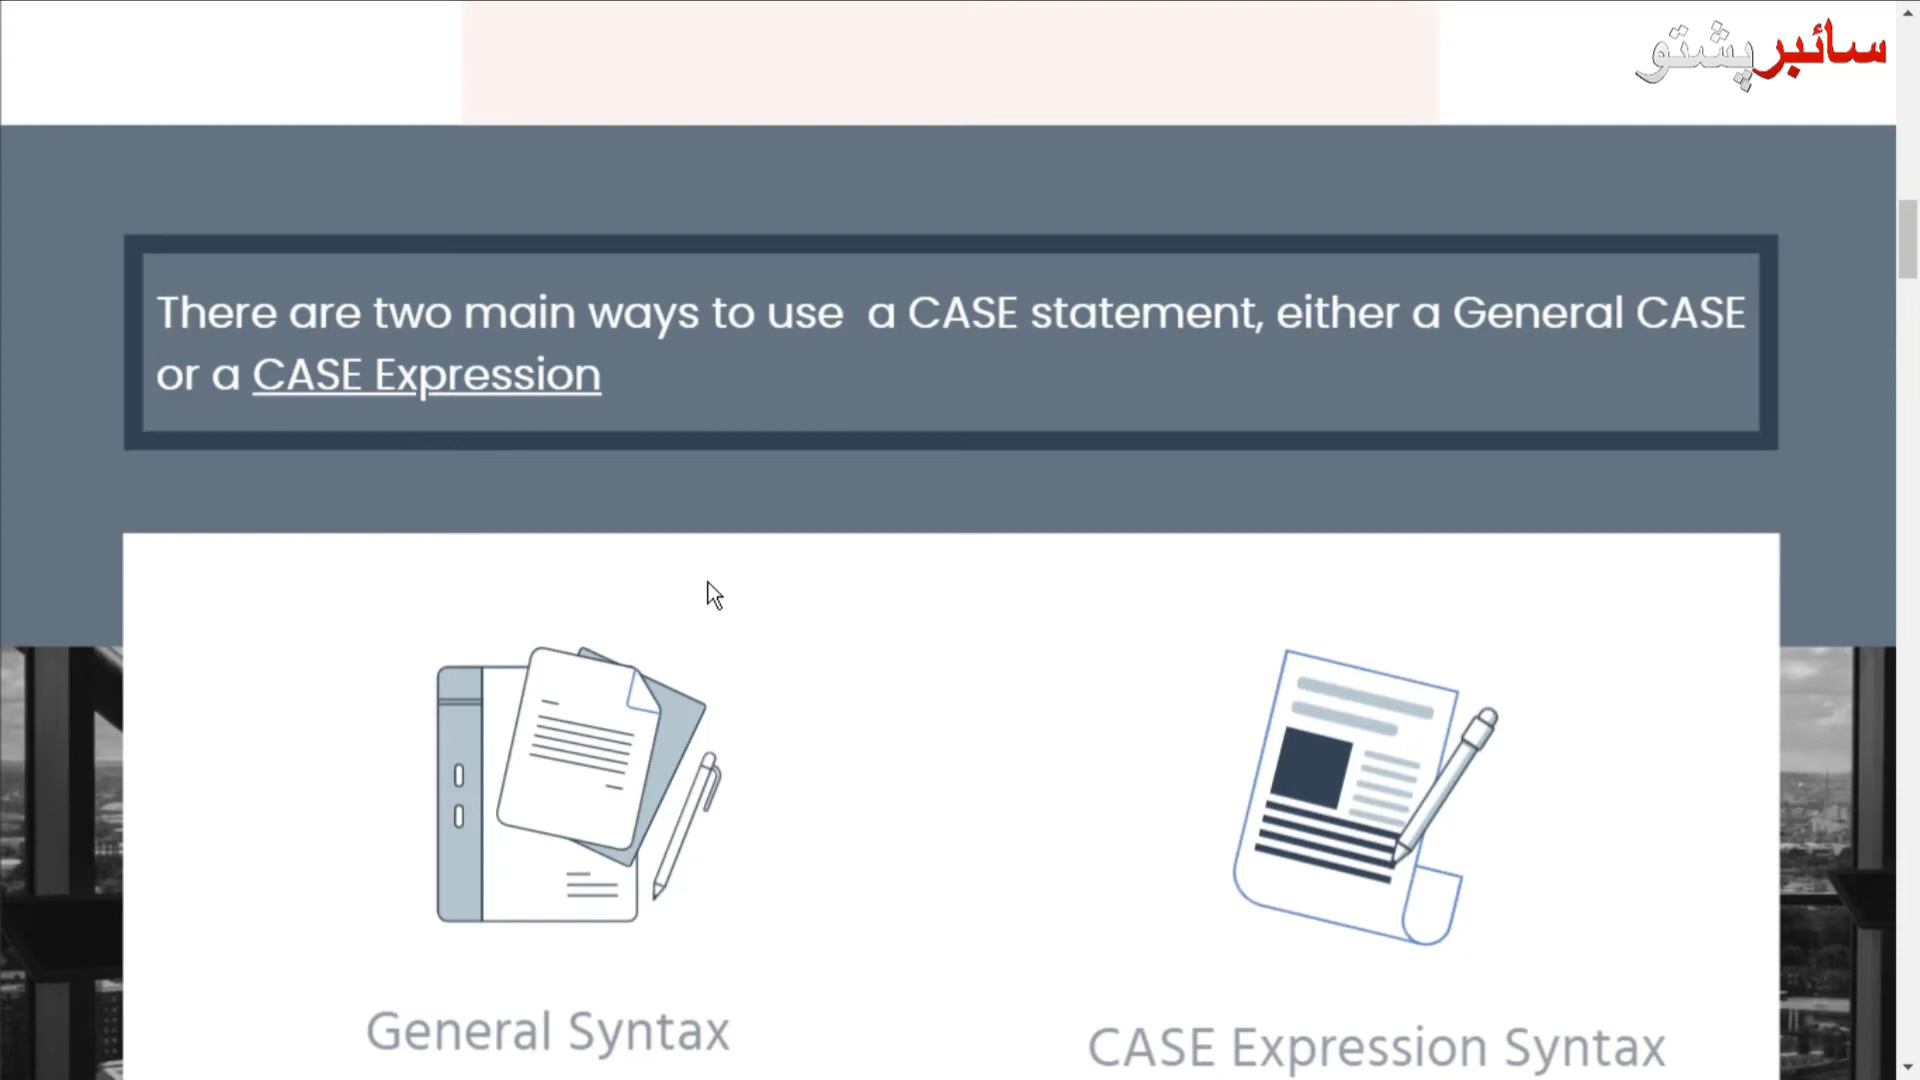 سائبرپشتو
There are two main ways to use a CASE statement, either a General CASE
or a CASE Expression
General Syntax
CASE Expression Syntax